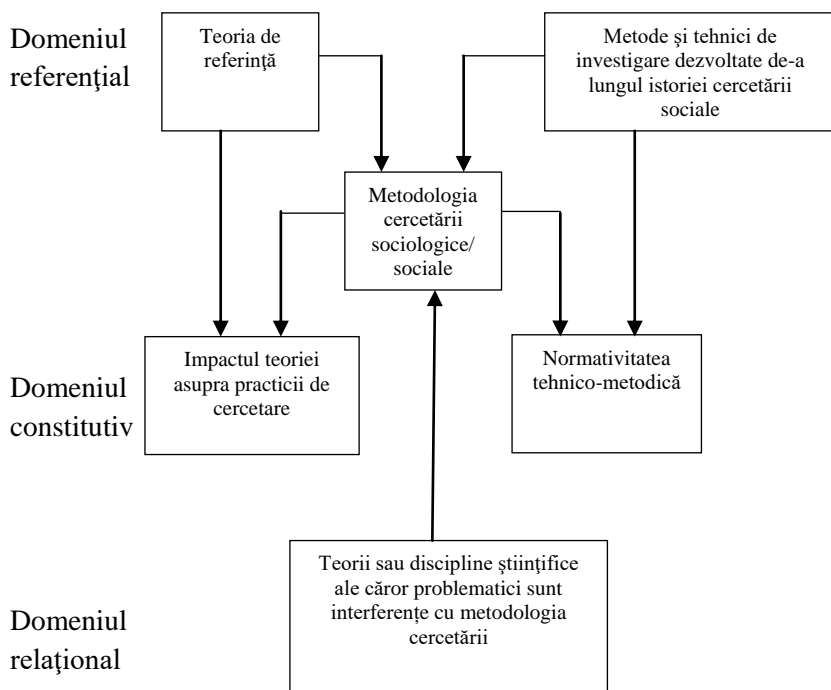 Domeniul
referenţial
Teoria de
referinţă
Metode şi tehnici de
investigare dezvoltate de-a
lungul istoriei cercetării
sociale
Metodologia
cercetării
sociologice/
sociale
Domeniul
constitutiv
Impactul teoriei
asupra practicii de
cercetare
Normativitatea
tehnico-metodică
Domeniul
relaţional
Teorii sau discipline ştiinţifice
ale căror problematici sunt
interferențe cu metodologia
cercetării